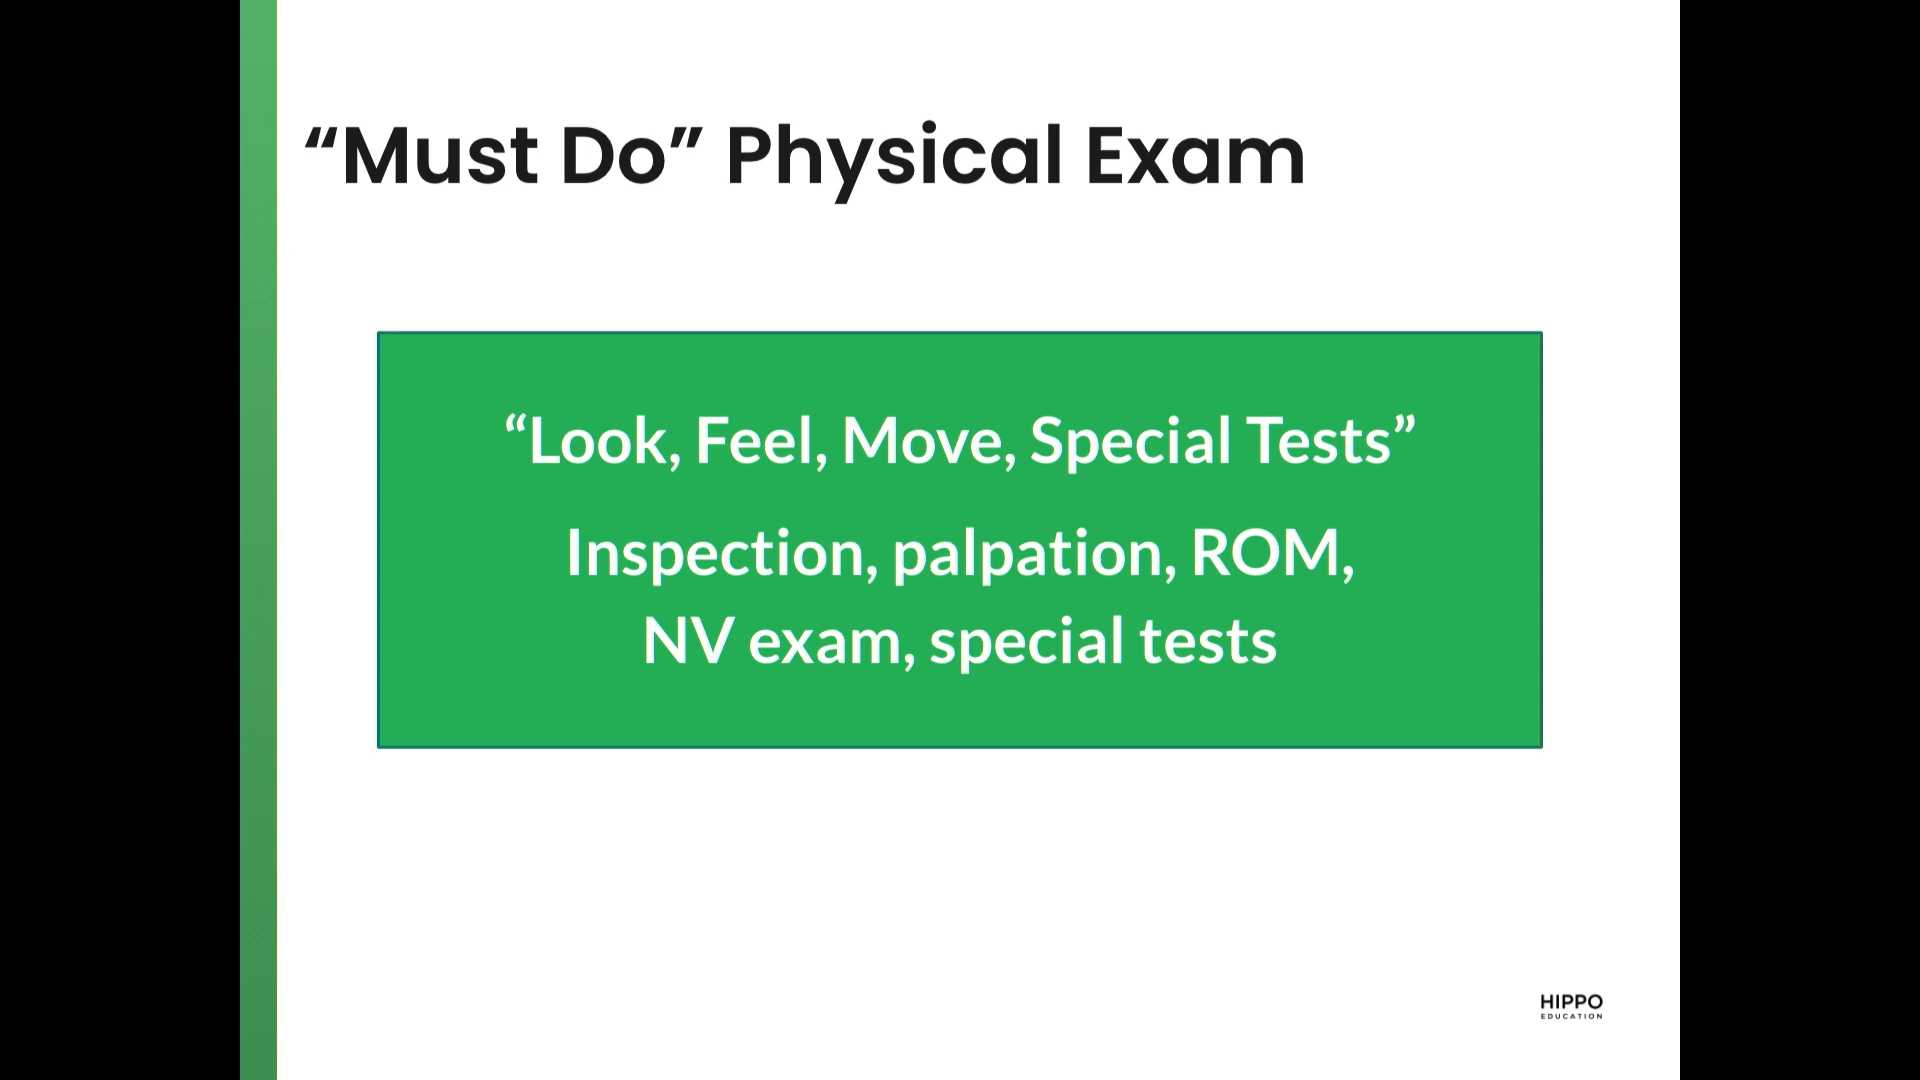 “Must Do” Physical Exam
“Look, Feel, Move, Special Tests”
Inspection, palpation, ROM,
NV exam, special tests
HIPPO
EDUCATION